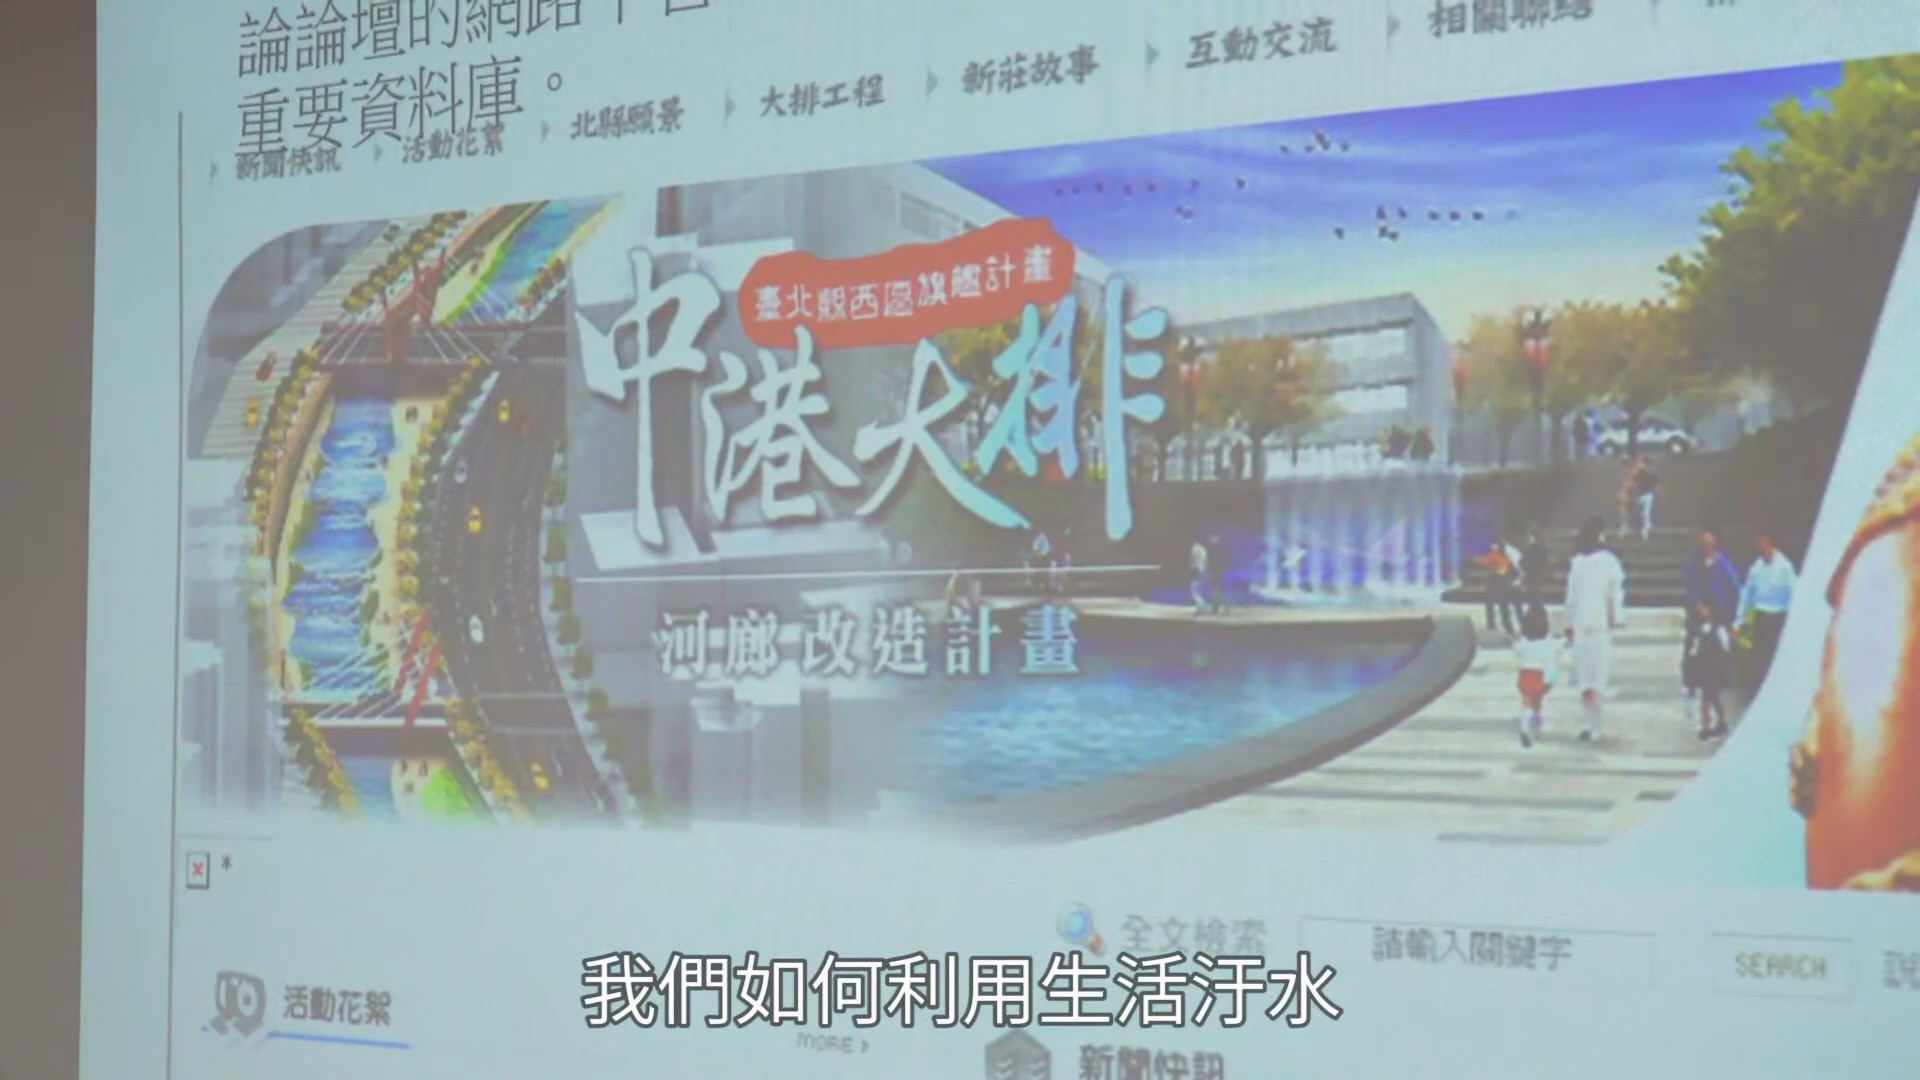 論論壇的網路平台
重要資料庫。
新聞快訊
活動花絮
北縣願景
大排工程
新莊故事
互動交流
相關聯結
臺北縣西區旗艦計畫
中港大排
河廊改造計畫
全文檢索
請輸入關鍵字
SEARCH
活動花絮
MORE
新聞快訊
我們如何利用生活汙水